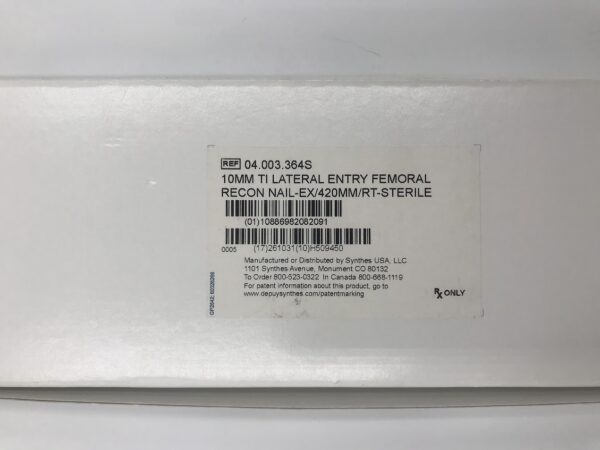 REF 04.003.364S
10MM TI LATERAL ENTRY FEMORAL
RECON NAIL-EX/420MM/RT-STERILE
(01)10886982082091
0005 (17)261031(10)H509450
Manufactured or Distributed by Synthes USA, LLC
1101 Synthes Avenue, Monument CO 80132
To Order 800-523-0322 In Canada 800-668-1119
For patent information about this product, go to
www.depuysynthes.com/patentmarking
Rx ONLY